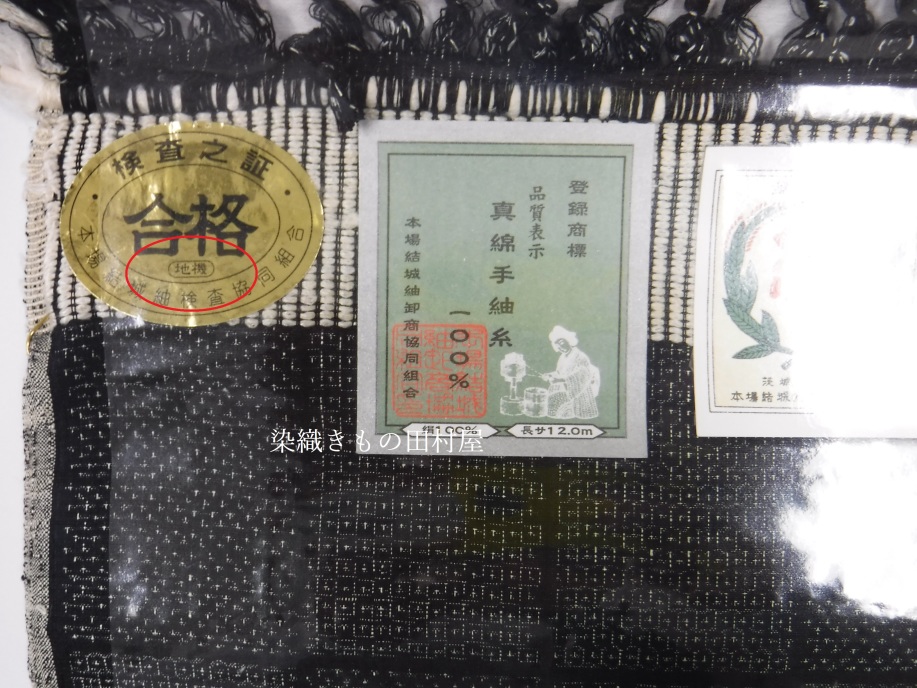 検査之証
合格
地機
本場結城紬検査協同組合
登録商標
品質表示
真綿手紬糸
一〇〇%
本場結城紬卸商協同組合
絹100%
長サ12.0m
本場諸城
染織きもの田村屋